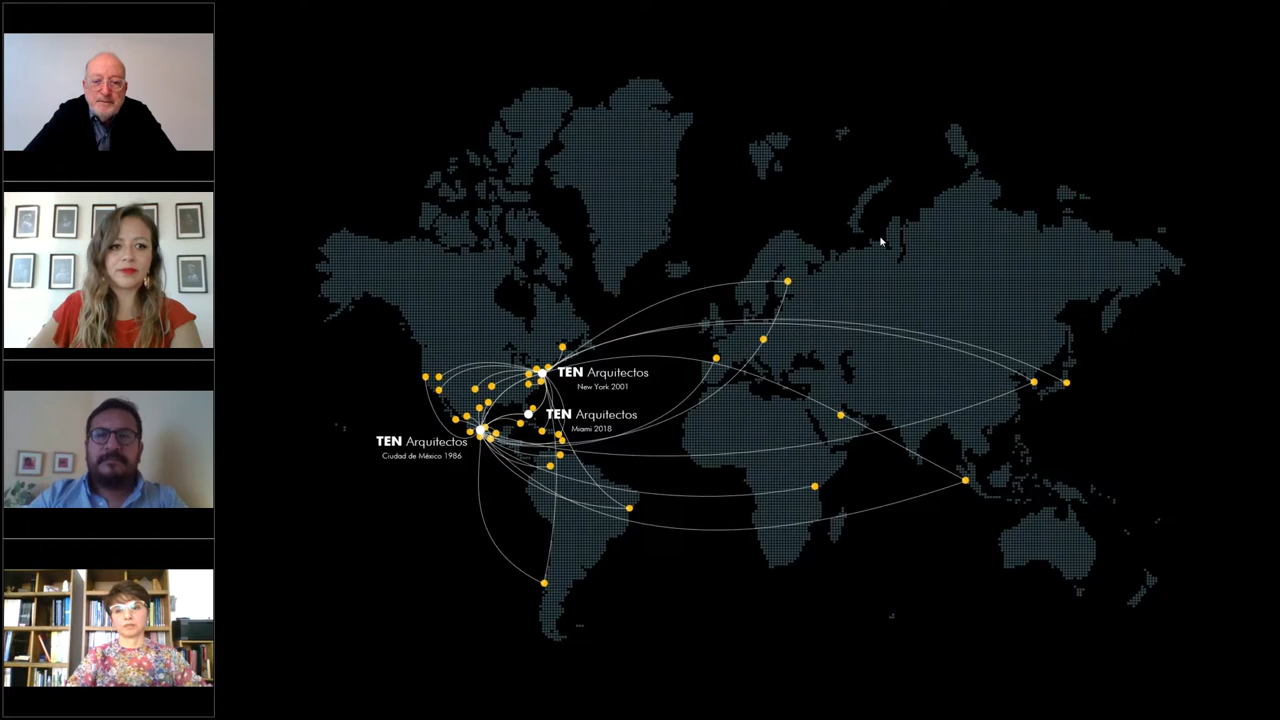 TEN Arquitectos
New York 2001
TEN Arquitectos
Miami 2018
TEN Arquitectos
Ciudad de México 1986